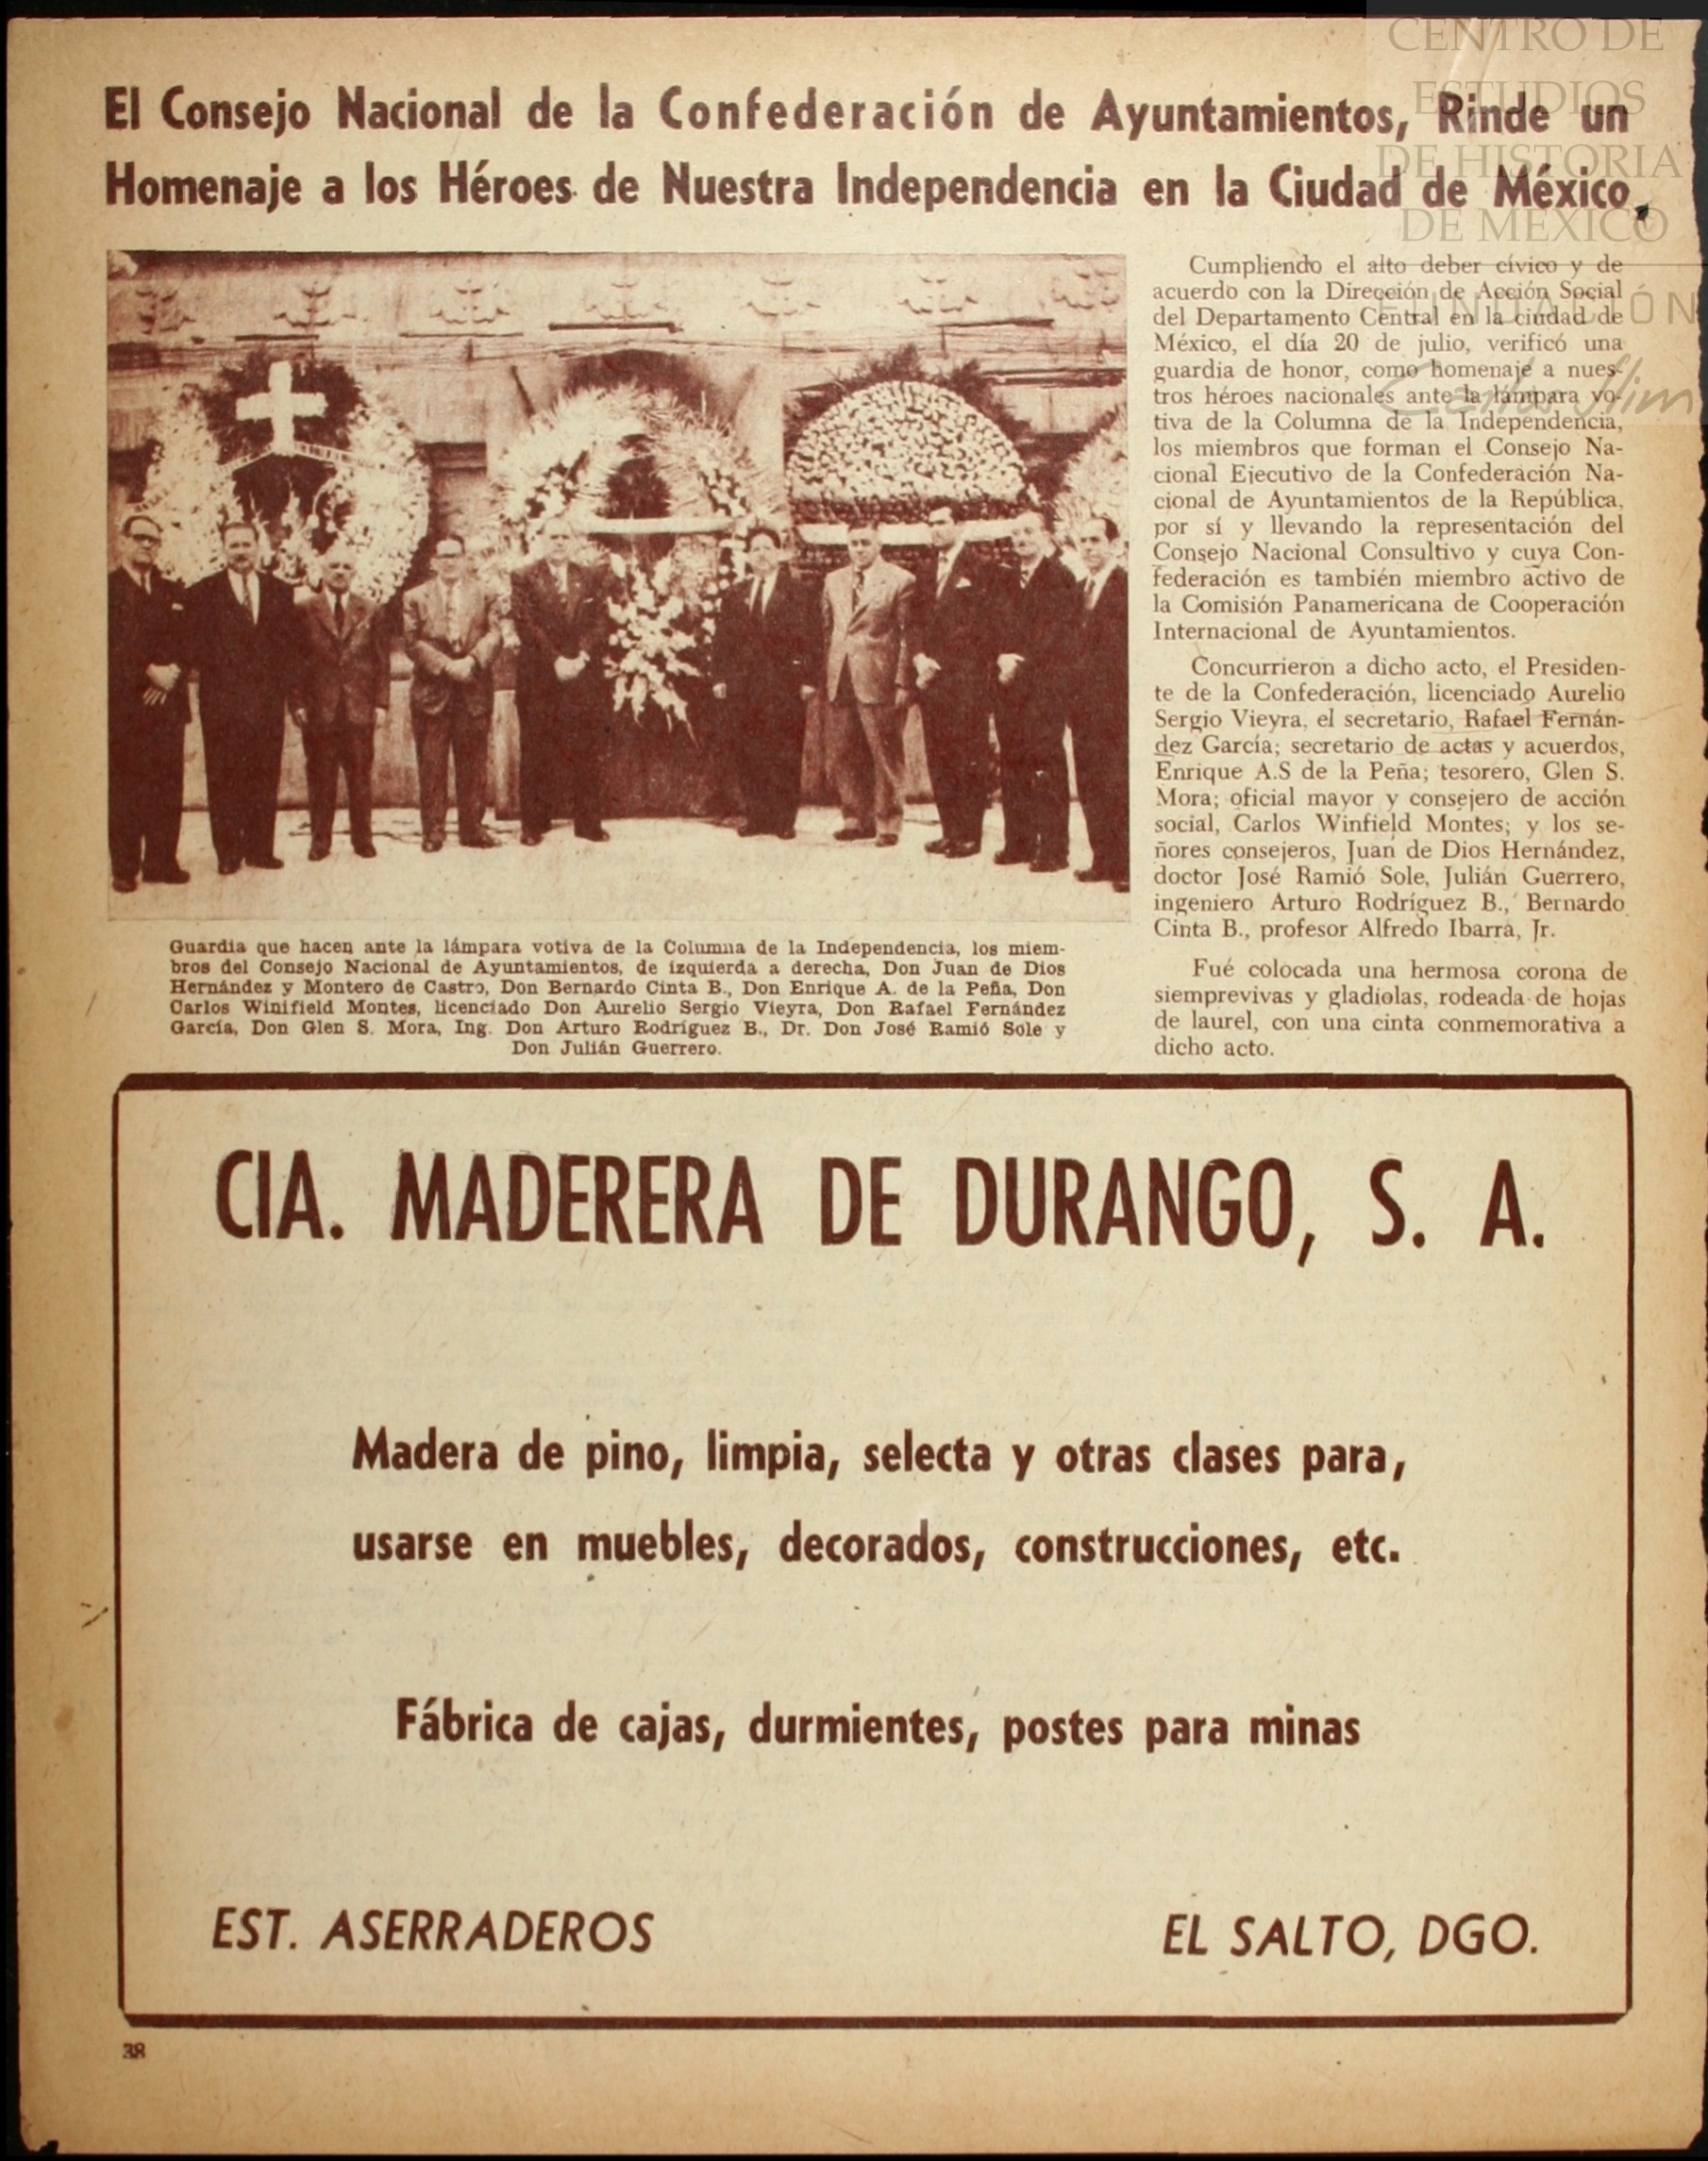 El Consejo Nacional de la Confederación de Ayuntamientos, Rinde un
Homenaje a los Héroes de Nuestra Independencia en la Ciudad de México.
CENTRO DE
ESTUDIOS
DE HISTORIA
DE MÉXICO
FUNDACIÓN
Carlos Slim
Cumpliendo el alto deber cívico y de
acuerdo con la Dirección de Acción Social
del Departamento Central en la ciudad de
México, el día 20 de julio, verificó una
guardia de honor, como homenaje a nues-
tros héroes nacionales ante la lámpara vo-
tiva de la Columna de la Independencia,
los miembros que forman el Consejo Na-
cional Ejecutivo de la Confederación Na-
cional de Ayuntamientos de la República,
por sí y llevando la representación del
Consejo Nacional Consultivo y cuya Con-
federación es también miembro activo de
la Comisión Panamericana de Cooperación
Internacional de Ayuntamientos.
Concurrieron a dicho acto, el Presiden-
te de la Confederación, licenciado Aurelio
Sergio Vieyra, el secretario, Rafael Fernán-
dez García; secretario de actas y acuerdos,
Enrique A.S de la Peña; tesorero, Glen S.
Mora; oficial mayor y consejero de acción
social, Carlos Winfield Montes; y los se-
ñores consejeros, Juan de Dios Hernández,
doctor José Ramió Sole, Julián Guerrero,
ingeniero Arturo Rodríguez B., Bernardo
Cinta B., profesor Alfredo Ibarra, Jr.
Fué colocada una hermosa corona de
siemprevivas y gladiolas, rodeada de hojas
de laurel, con una cinta conmemorativa a
dicho acto.
Guardia que hacen ante la lámpara votiva de la Columna de la Independencia, los miem-
bros del Consejo Nacional de Ayuntamientos, de izquierda a derecha, Don Juan de Dios
Hernández y Montero de Castro, Don Bernardo Cinta B., Don Enrique A. de la Peña, Don
Carlos Winifield Montes, licenciado Don Aurelio Sergio Vieyra, Don Rafael Fernández
García, Don Glen S. Mora, Ing. Don Arturo Rodríguez B., Dr. Don José Ramió Sole y
Don Julián Guerrero.
CIA. MADERERA DE DURANGO, S. A.
Madera de pino, limpia, selecta y otras clases para,
usarse en muebles, decorados, construcciones, etc.
Fábrica de cajas, durmientes, postes para minas
EST. ASERRADEROS
EL SALTO, DGO.
38